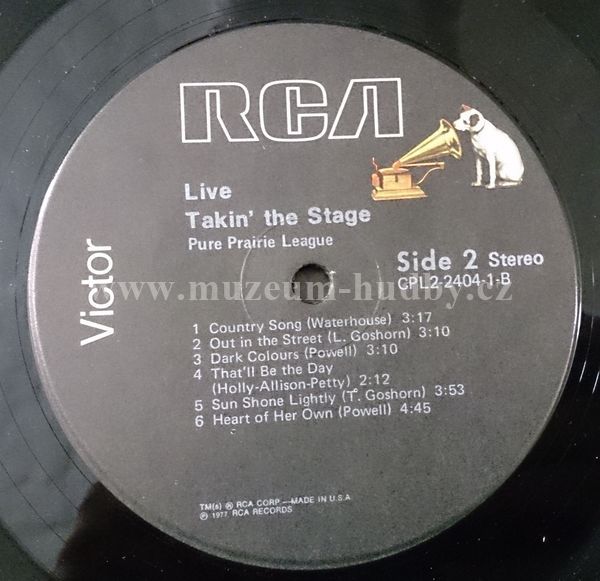 RCA
Victor
Live
Takin' the Stage
Pure Prairie League
Side 2 Stereo
CPL2-2404-1-B
www.muzeum-hudby.cz
1 Country Song (Waterhouse) 3:17
2 Out in the Street (L. Goshorn) 3:10
3 Dark Colours (Powell) 3:10
4 That'll Be the Day
(Holly-Allison-Petty) 2:12
5 Sun Shone Lightly (T. Goshorn) 3:53
6 Heart of Her Own (Powell) 4:45
TM(s) ® RCA CORP.—MADE IN U.S.A.
℗ 1977, RCA RECORDS